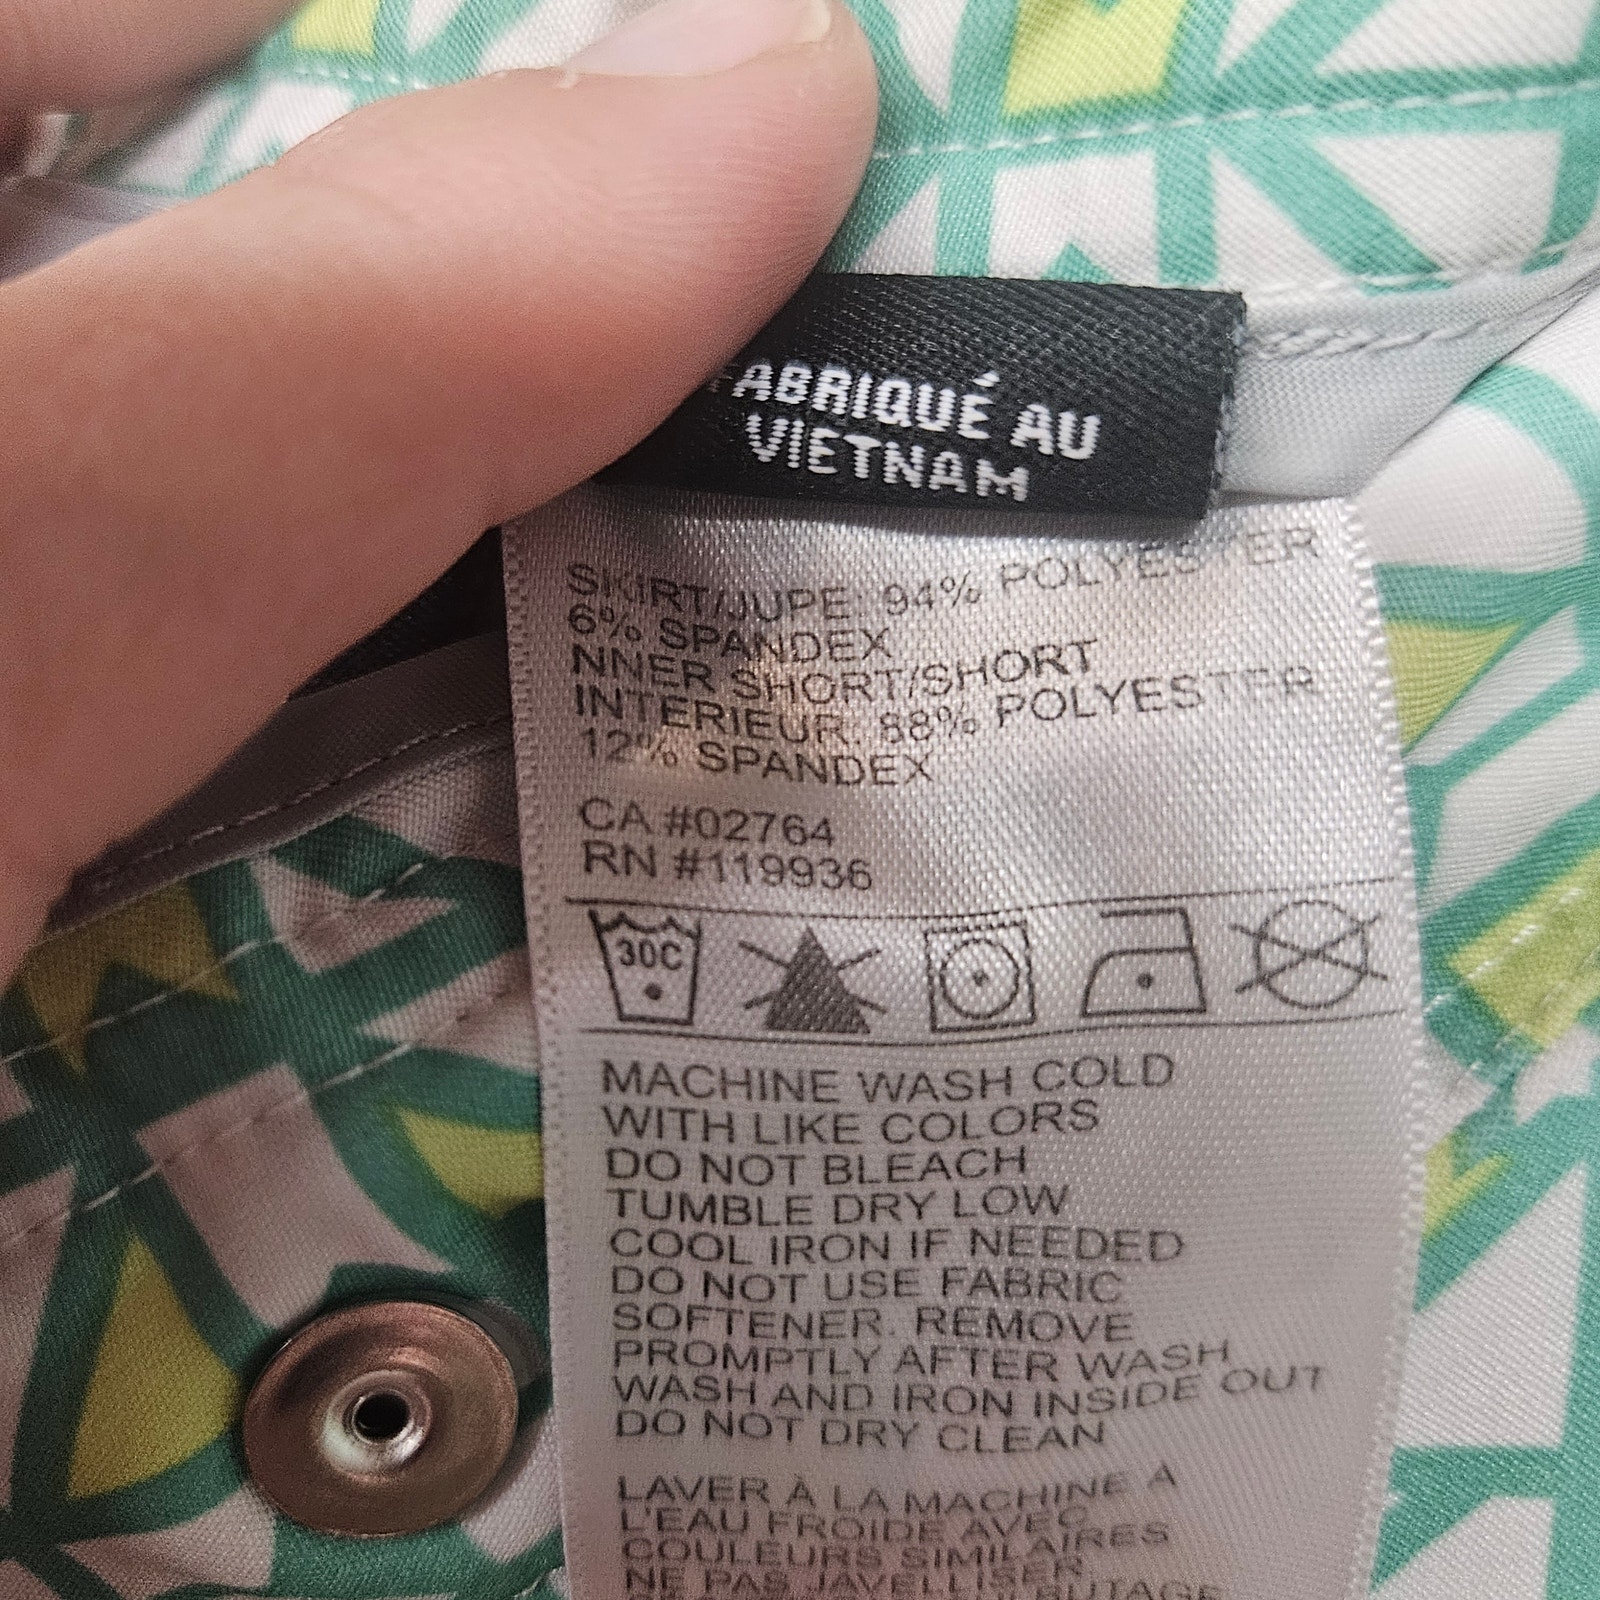 FABRIQUÉ AU
VIETNAM
SKIRT/JUPE: 94% POLYESTER
6% SPANDEX
NNER SHORT/SHORT
INTERIEUR: 88% POLYESTER
12% SPANDEX
CA #02764
RN #119936
30C
MACHINE WASH COLD
WITH LIKE COLORS
DO NOT BLEACH
TUMBLE DRY LOW
COOL IRON IF NEEDED
DO NOT USE FABRIC
SOFTENER. REMOVE
PROMPTLY AFTER WASH
WASH AND IRON INSIDE OUT
DO NOT DRY CLEAN
LAVER À LA MACHINE A
L'EAU FROIDE AVEC
COULEURS SIMILAIRES
NE PAS JAVELLISER